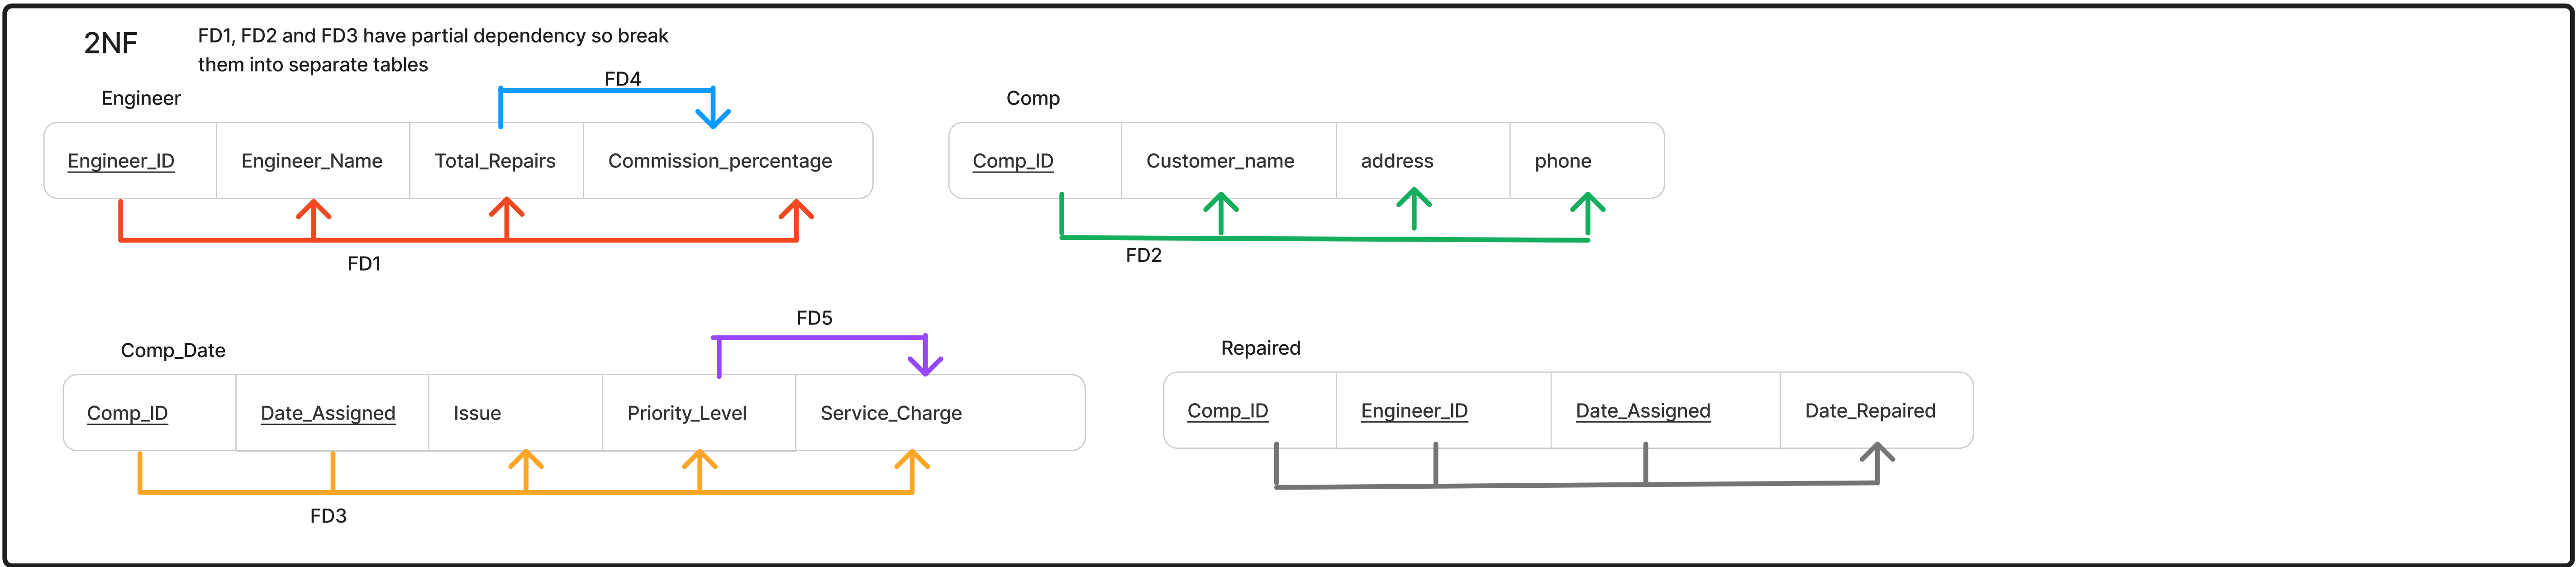 2NF
FD1, FD2 and FD3 have partial dependency so break
them into separate tables
FD4
Engineer
Engineer_ID
Engineer_Name
Total_Repairs
Commission_percentage
FD1
Comp
Comp_ID
Customer_name
address
phone
FD2
FD5
Comp_Date
Comp_ID
Date_Assigned
Issue
Priority_Level
Service_Charge
FD3
Repaired
Comp_ID
Engineer_ID
Date_Assigned
Date_Repaired